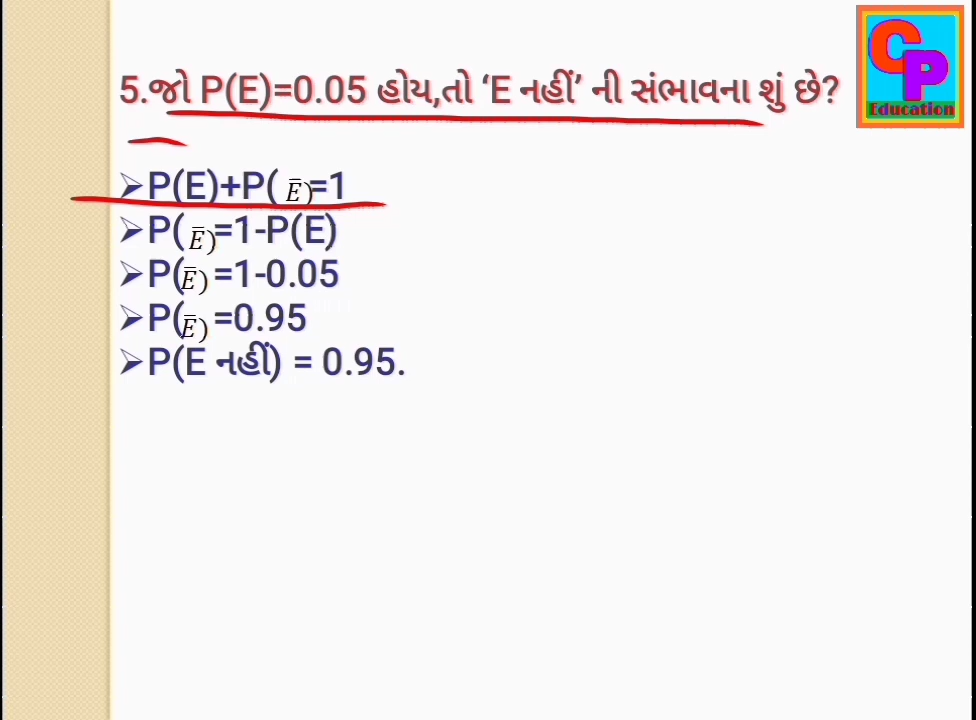 5.જો P(E)=0.05 હોય,તો ‘E નહીં’ ની સંભાવના શું છે?
CP
Education
➢P(E)+P( E̅)=1
➢P( E̅)=1-P(E)
➢P(E̅) =1-0.05
➢P(E̅) =0.95
➢P(E નહીં) = 0.95.